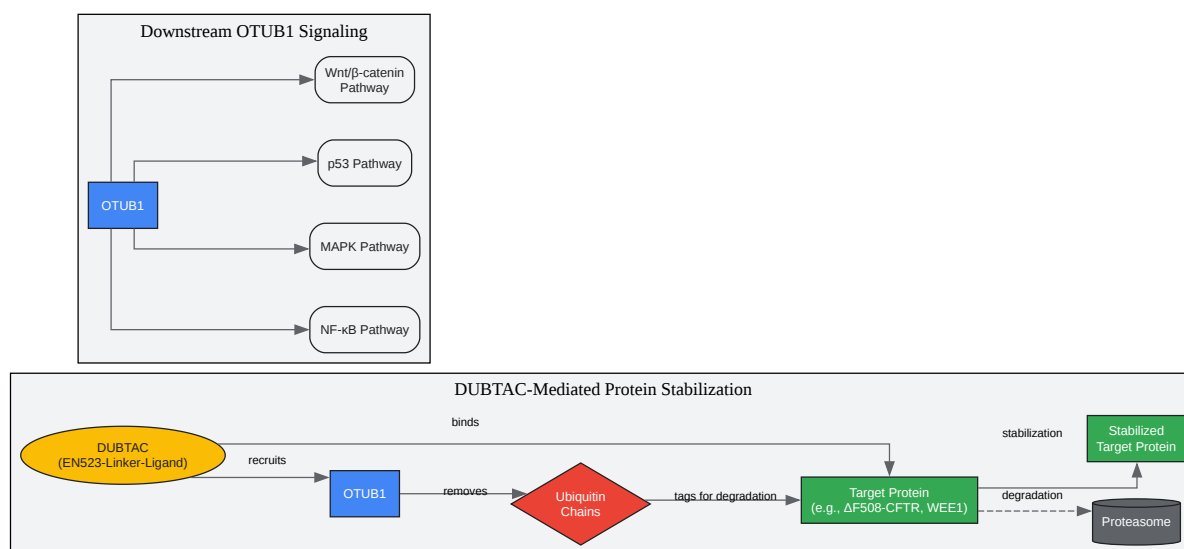 Downstream OTUB1 Signaling
Wnt/β-catenin
Pathway
p53 Pathway
OTUB1
MAPK Pathway
NF-κB Pathway
DUBTAC-Mediated Protein Stabilization
DUBTAC
(EN523-Linker-Ligand)
binds
recruits
OTUB1
removes
Ubiquitin
Chains
tags for degradation
Target Protein
(e.g., ΔF508-CFTR, WEE1)
stabilization
Stabilized
Target Protein
degradation
Proteasome